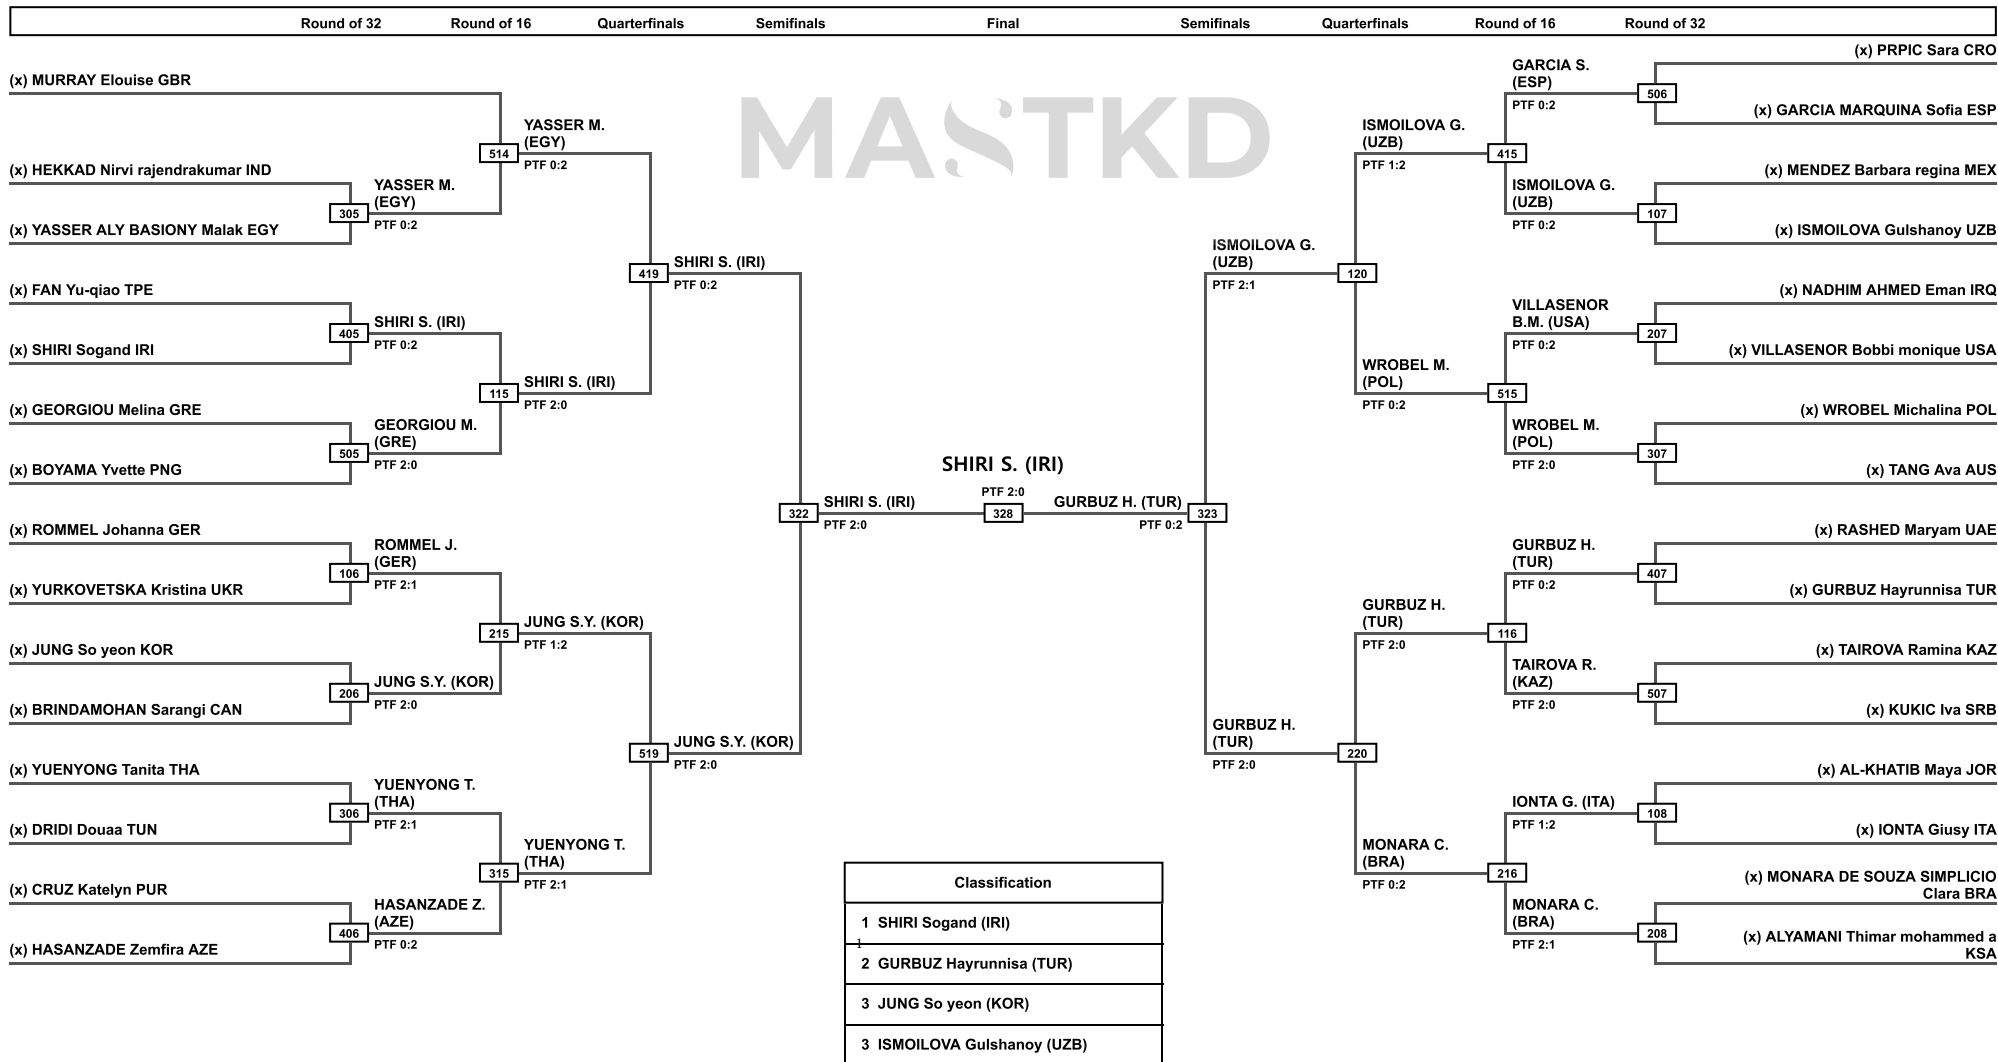 Round of 32 Round of 16 Quarterfinals Semifinals Final Semifinals Quarterfinals Round of 16 Round of 32
MASTKD
(x) MURRAY Elouise GBR
(x) HEKKAD Nirvi rajendrakumar IND
(x) YASSER ALY BASIONY Malak EGY
(x) FAN Yu-qiao TPE
(x) SHIRI Sogand IRI
(x) GEORGIOU Melina GRE
(x) BOYAMA Yvette PNG
(x) ROMMEL Johanna GER
(x) YURKOVETSKA Kristina UKR
(x) JUNG So yeon KOR
(x) BRINDAMOHAN Sarangi CAN
(x) YUENYONG Tanita THA
(x) DRIDI Douaa TUN
(x) CRUZ Katelyn PUR
(x) HASANZADE Zemfira AZE
305
YASSER M.
(EGY)
PTF 0:2
405
SHIRI S. (IRI)
PTF 0:2
505
GEORGIOU M.
(GRE)
PTF 2:0
106
ROMMEL J.
(GER)
PTF 2:1
206
JUNG S.Y. (KOR)
PTF 2:0
306
YUENYONG T.
(THA)
PTF 2:1
406
HASANZADE Z.
(AZE)
PTF 0:2
514
YASSER M.
(EGY)
PTF 0:2
115
SHIRI S. (IRI)
PTF 2:0
215
JUNG S.Y. (KOR)
PTF 1:2
315
YUENYONG T.
(THA)
PTF 2:1
419
SHIRI S. (IRI)
PTF 0:2
519
JUNG S.Y. (KOR)
PTF 2:0
322
SHIRI S. (IRI)
PTF 2:0
SHIRI S. (IRI)
PTF 2:0
328
GURBUZ H. (TUR)
PTF 0:2
323
ISMOILOVA G.
(UZB)
PTF 2:1
120
GURBUZ H.
(TUR)
PTF 2:0
220
ISMOILOVA G.
(UZB)
PTF 1:2
415
WROBEL M.
(POL)
PTF 0:2
515
GURBUZ H.
(TUR)
PTF 2:0
116
MONARA C.
(BRA)
PTF 0:2
216
GARCIA S.
(ESP)
PTF 0:2
506
ISMOILOVA G.
(UZB)
PTF 0:2
107
VILLASENOR
B.M. (USA)
PTF 0:2
207
WROBEL M.
(POL)
PTF 2:0
307
GURBUZ H.
(TUR)
PTF 0:2
407
TAIROVA R.
(KAZ)
PTF 2:0
507
IONTA G. (ITA)
PTF 1:2
108
MONARA C.
(BRA)
PTF 2:1
208
(x) PRPIC Sara CRO
(x) GARCIA MARQUINA Sofia ESP
(x) MENDEZ Barbara regina MEX
(x) ISMOILOVA Gulshanoy UZB
(x) NADHIM AHMED Eman IRQ
(x) VILLASENOR Bobbi monique USA
(x) WROBEL Michalina POL
(x) TANG Ava AUS
(x) RASHED Maryam UAE
(x) GURBUZ Hayrunnisa TUR
(x) TAIROVA Ramina KAZ
(x) KUKIC Iva SRB
(x) AL-KHATIB Maya JOR
(x) IONTA Giusy ITA
(x) MONARA DE SOUZA SIMPLICIO
Clara BRA
(x) ALYAMANI Thimar mohammed a
KSA
Classification
1 SHIRI Sogand (IRI)
1
2 GURBUZ Hayrunnisa (TUR)
3 JUNG So yeon (KOR)
3 ISMOILOVA Gulshanoy (UZB)